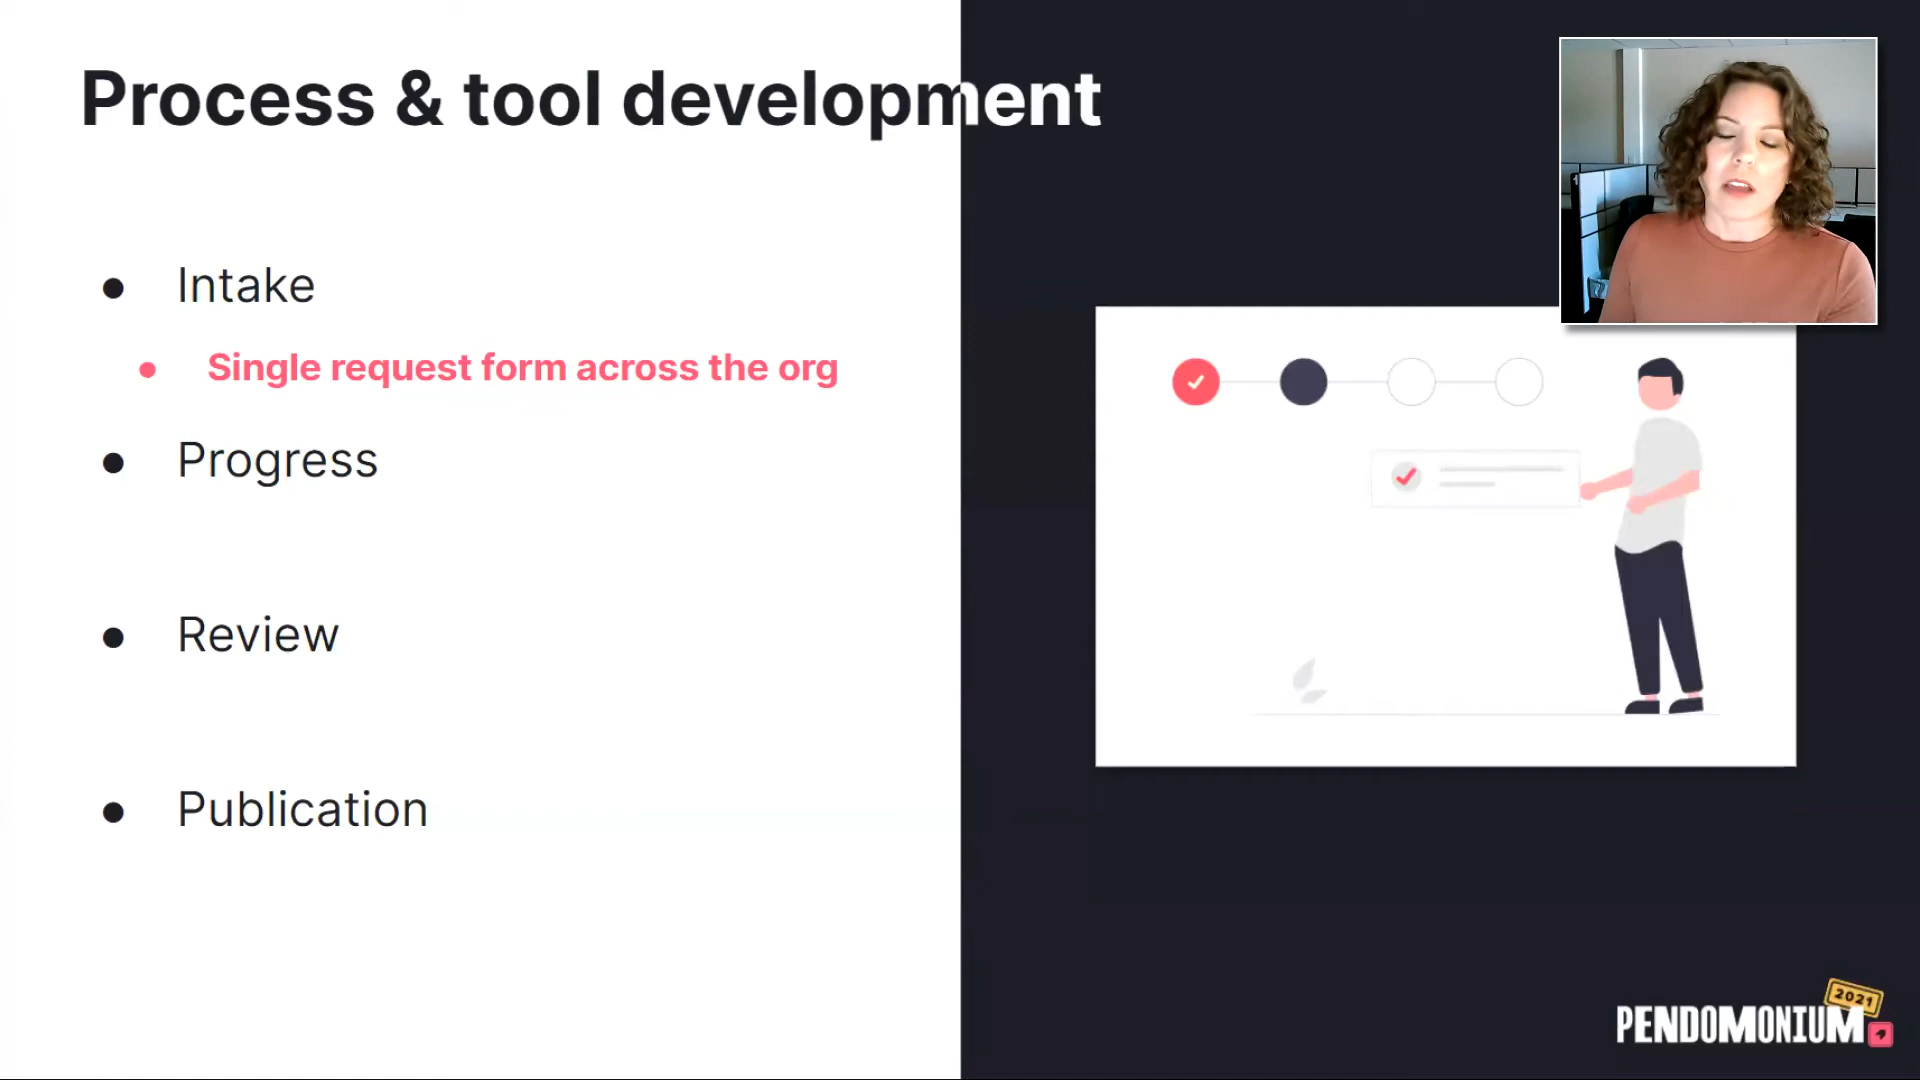 Process & tool development
Intake
Single request form across the org
Progress
Review
Publication
2021
PENDOMONIUM